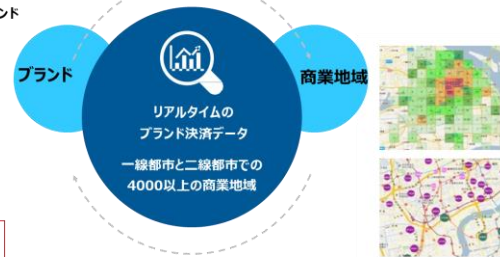 ンド
ブランド
商業地域
リアルタイムの
ブランド決済データ
一線都市と二線都市での
4000以上の商業地域